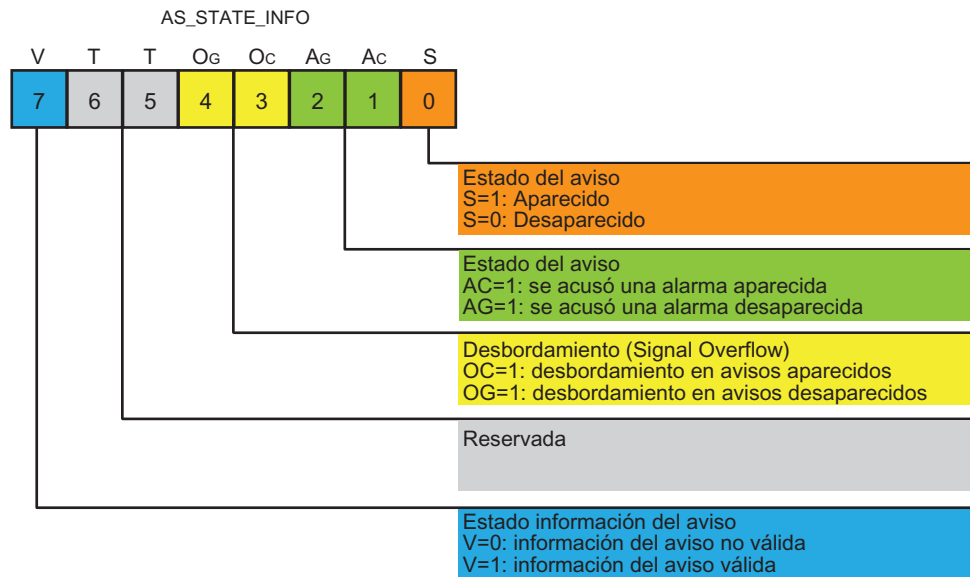 AS_STATE_INFO
V T T OG OC AG AC S
7 6 5 4 3 2 1 0
Estado del aviso
S=1: Aparecido
S=0: Desaparecido
Estado del aviso
AC=1: se acusó una alarma aparecida
AG=1: se acusó una alarma desaparecida
Desbordamiento (Signal Overflow)
OC=1: desbordamiento en avisos aparecidos
OG=1: desbordamiento en avisos desaparecidos
Reservada
Estado información del aviso
V=0: información del aviso no válida
V=1: información del aviso válida